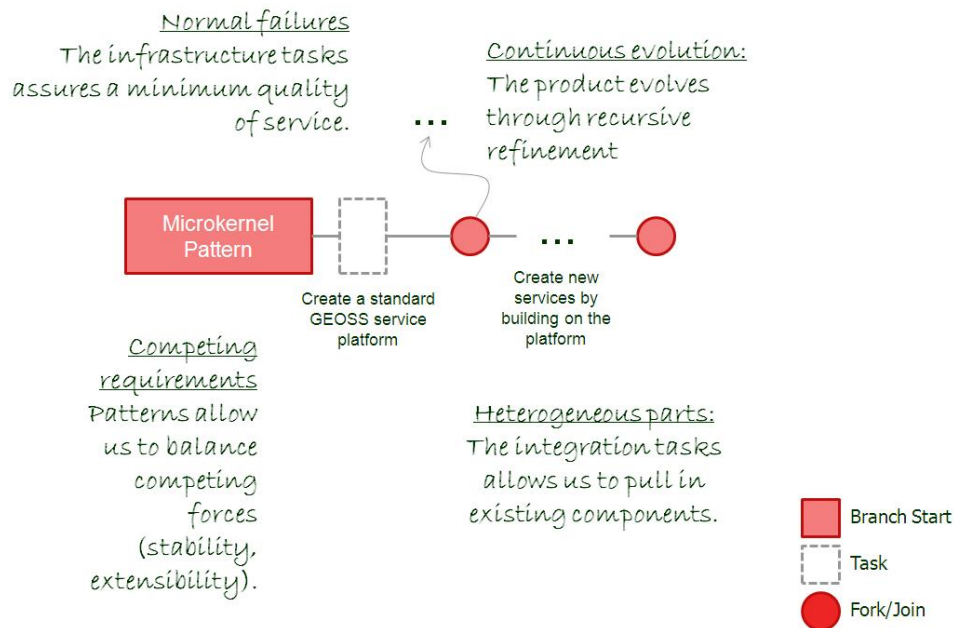 Normal failures
The infrastructure tasks
assures a minimum quality
of service.
Continuous evolution:
The product evolves
through recursive
refinement
...
Microkernel
Pattern
...
Create a standard
GEOSS service
platform
Create new
services by
building on the
platform
Competing
requirements
Patterns allow
us to balance
competing
forces
(stability,
extensibility).
Heterogeneous parts:
The integration tasks
allows us to pull in
existing components.
Branch Start
Task
Fork/Join